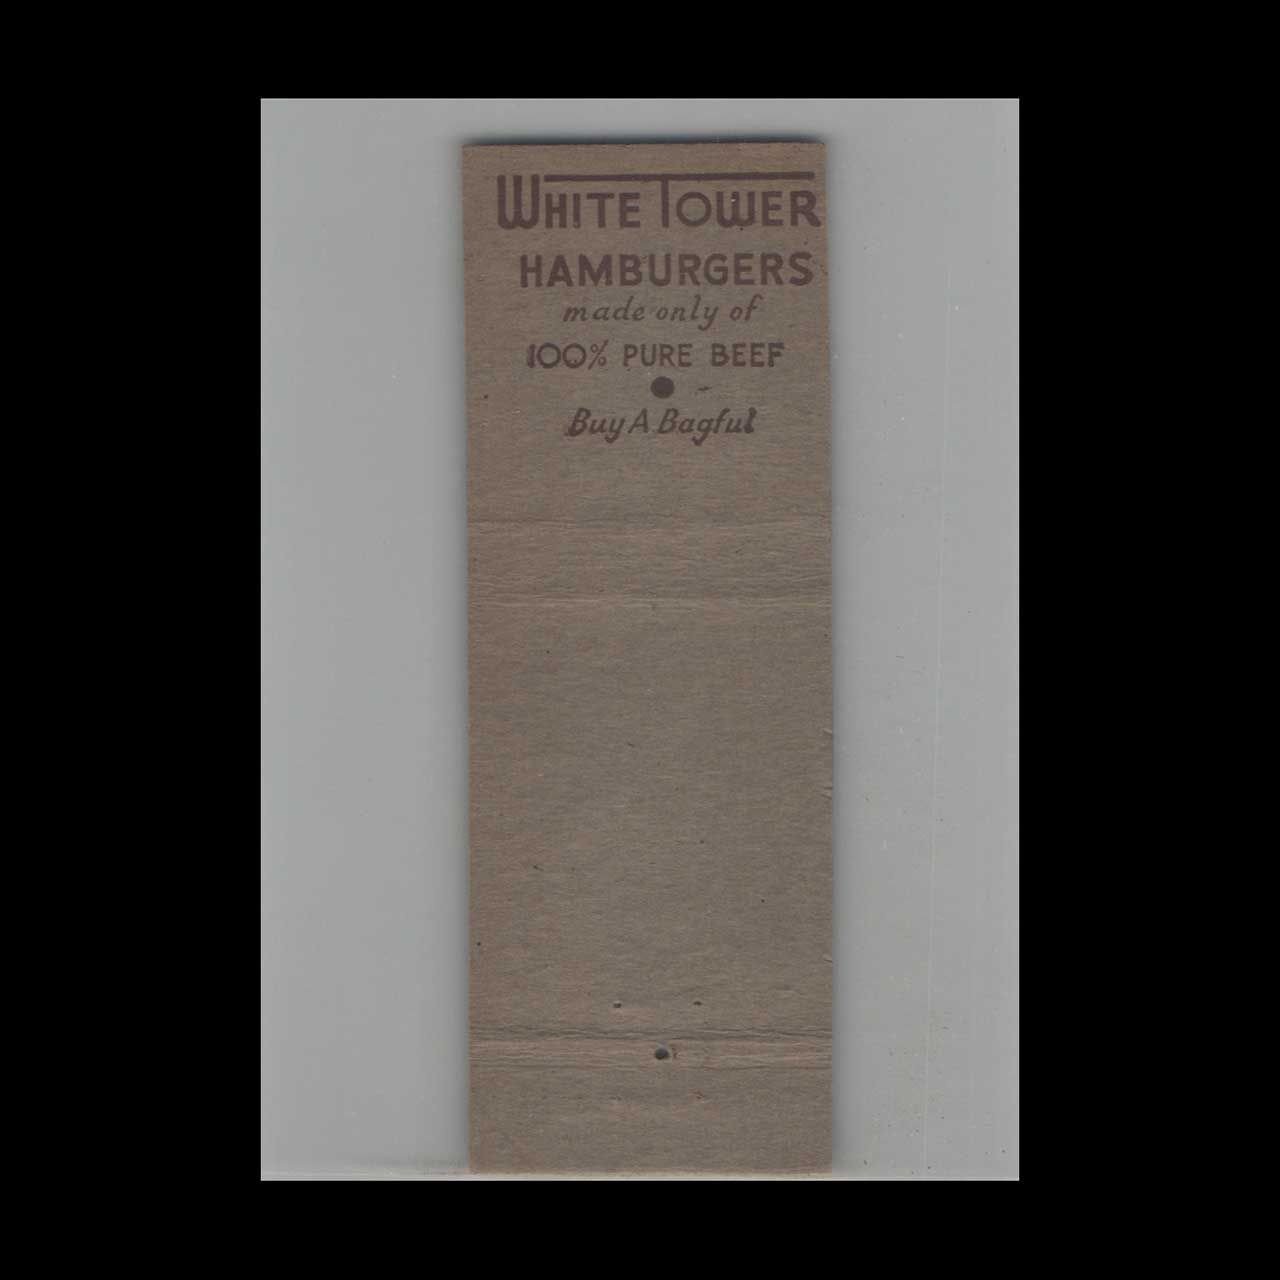 WHITE TOWER
HAMBURGERS
made only of
100% PURE BEEF
Buy A Bagful